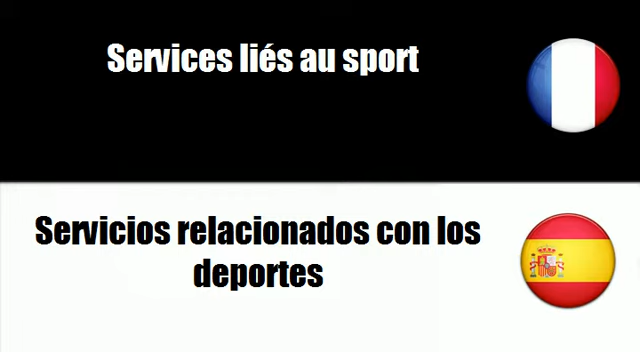 Services liés au sport
Servicios relacionados con los
deportes